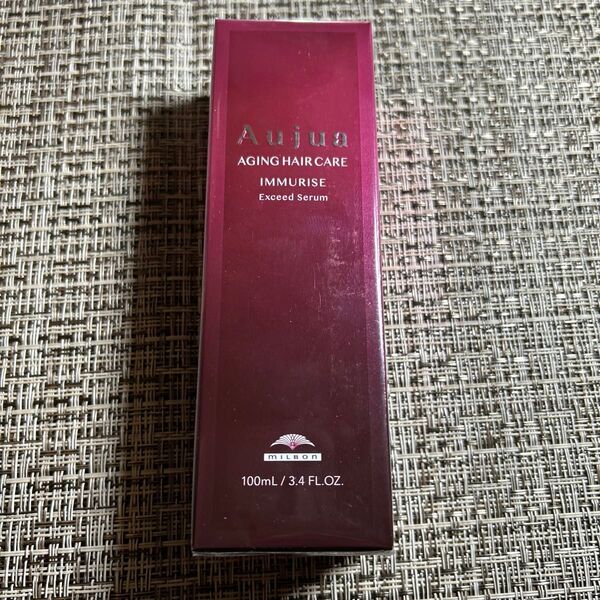 Aujua
AGING HAIR CARE
IMMURISE
Exceed Serum
MILBON
100mL / 3.4 FL.OZ.